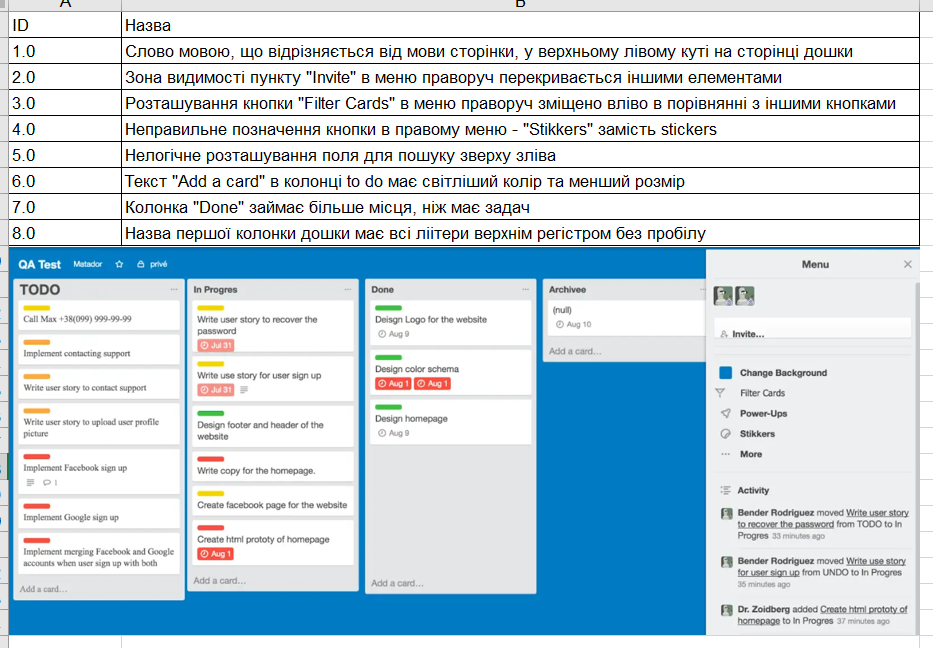 A B
ID Назва
1.0 Слово мовою, що відрізняється від мови сторінки, у верхньому лівому куті на сторінці дошки
2.0 Зона видимості пункту "Invite" в меню праворуч перекривається іншими елементами
3.0 Розташування кнопки "Filter Cards" в меню праворуч зміщено вліво в порівнянні з іншими кнопками
4.0 Неправильне позначення кнопки в правому меню - "Stikkers" замість stickers
5.0 Нелогічне розташування поля для пошуку зверху зліва
6.0 Текст "Add a card" в колонці to do має світліший колір та менший розмір
7.0 Колонка "Done" займає більше місця, ніж має задач
8.0 Назва першої колонки дошки має всі ліітери верхнім регістром без пробілу
QA Test Matador privé
TODO
Call Max +38(099) 999-99-99
Implement contacting support
Write user story to contact support
Write user story to upload user profile
picture
Implement Facebook sign up
1
Implement Google sign up
Implement merging Facebook and Google
accounts when user sign up with both
Add a card...
In Progres
Write user story to recover the
password
Jul 31
Write use story for user sign up
Jul 31
Design footer and header of the
website
Write copy for the homepage.
Create facebook page for the website
Create html prototy of homepage
Aug 1
Add a card...
Done
Deisgn Logo for the website
Aug 9
Design color schema
Aug 1 Aug 1
Design homepage
Aug 9
Add a card...
Archivee
(null)
Aug 10
Add a card...
Menu
Invite...
Change Background
Filter Cards
Power-Ups
Stikkers
More
Activity
Bender Rodriguez moved Write user story
to recover the password from TODO to In
Progres 33 minutes ago
Bender Rodriguez moved Write use story
for user sign up from UNDO to In Progres
35 minutes ago
Dr. Zoidberg added Create html prototy of
homepage to In Progres 37 minutes ago